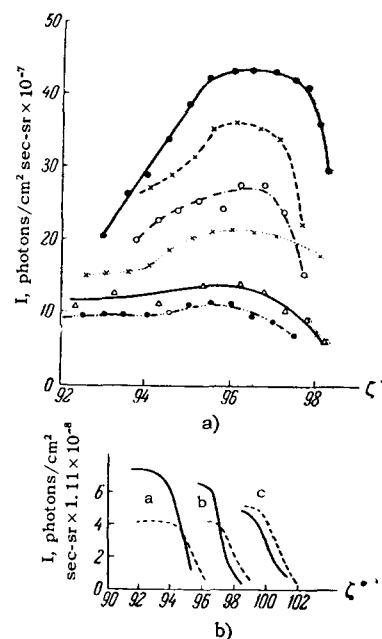 I, photons/cm² sec-sr × 10⁻⁷
50
40
30
20
10
0
92 94 96 98 ζ°
a)
I, photons/cm²
sec-sr × 1.11 × 10⁻⁸
6
4
2
0
a b c
90 92 94 96 98 100 102 ζ°
b)